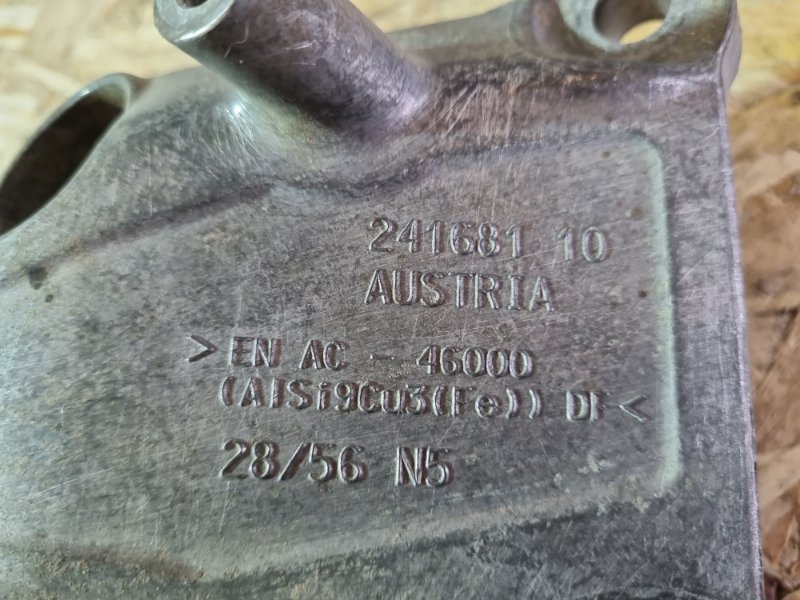 241681 10
AUSTRIA
> EN AC - 46000
(AlSi9Cu3(Fe)) DF <
28/56 N5